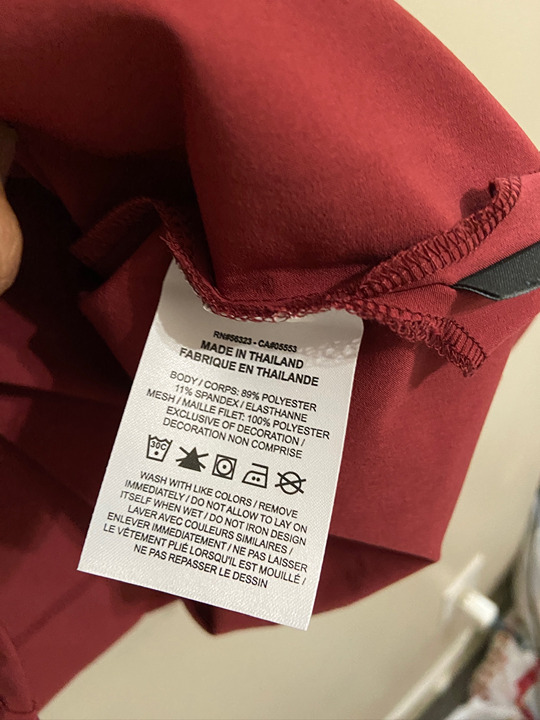 RN#56323 - CA#05553
MADE IN THAILAND
FABRIQUE EN THAILANDE
BODY / CORPS: 89% POLYESTER
11% SPANDEX / ELASTHANNE
MESH / MAILLE FILET: 100% POLYESTER
EXCLUSIVE OF DECORATION /
DECORATION NON COMPRISE
30C
WASH WITH LIKE COLORS / REMOVE
IMMEDIATELY / DO NOT ALLOW TO LAY ON
ITSELF WHEN WET / DO NOT IRON DESIGN
LAVER AVEC COULEURS SIMILAIRES /
ENLEVER IMMEDIATEMENT / NE PAS LAISSER
LE VÊTEMENT PLIÉ LORSQU'IL EST MOUILLÉ /
NE PAS REPASSER LE DESSIN